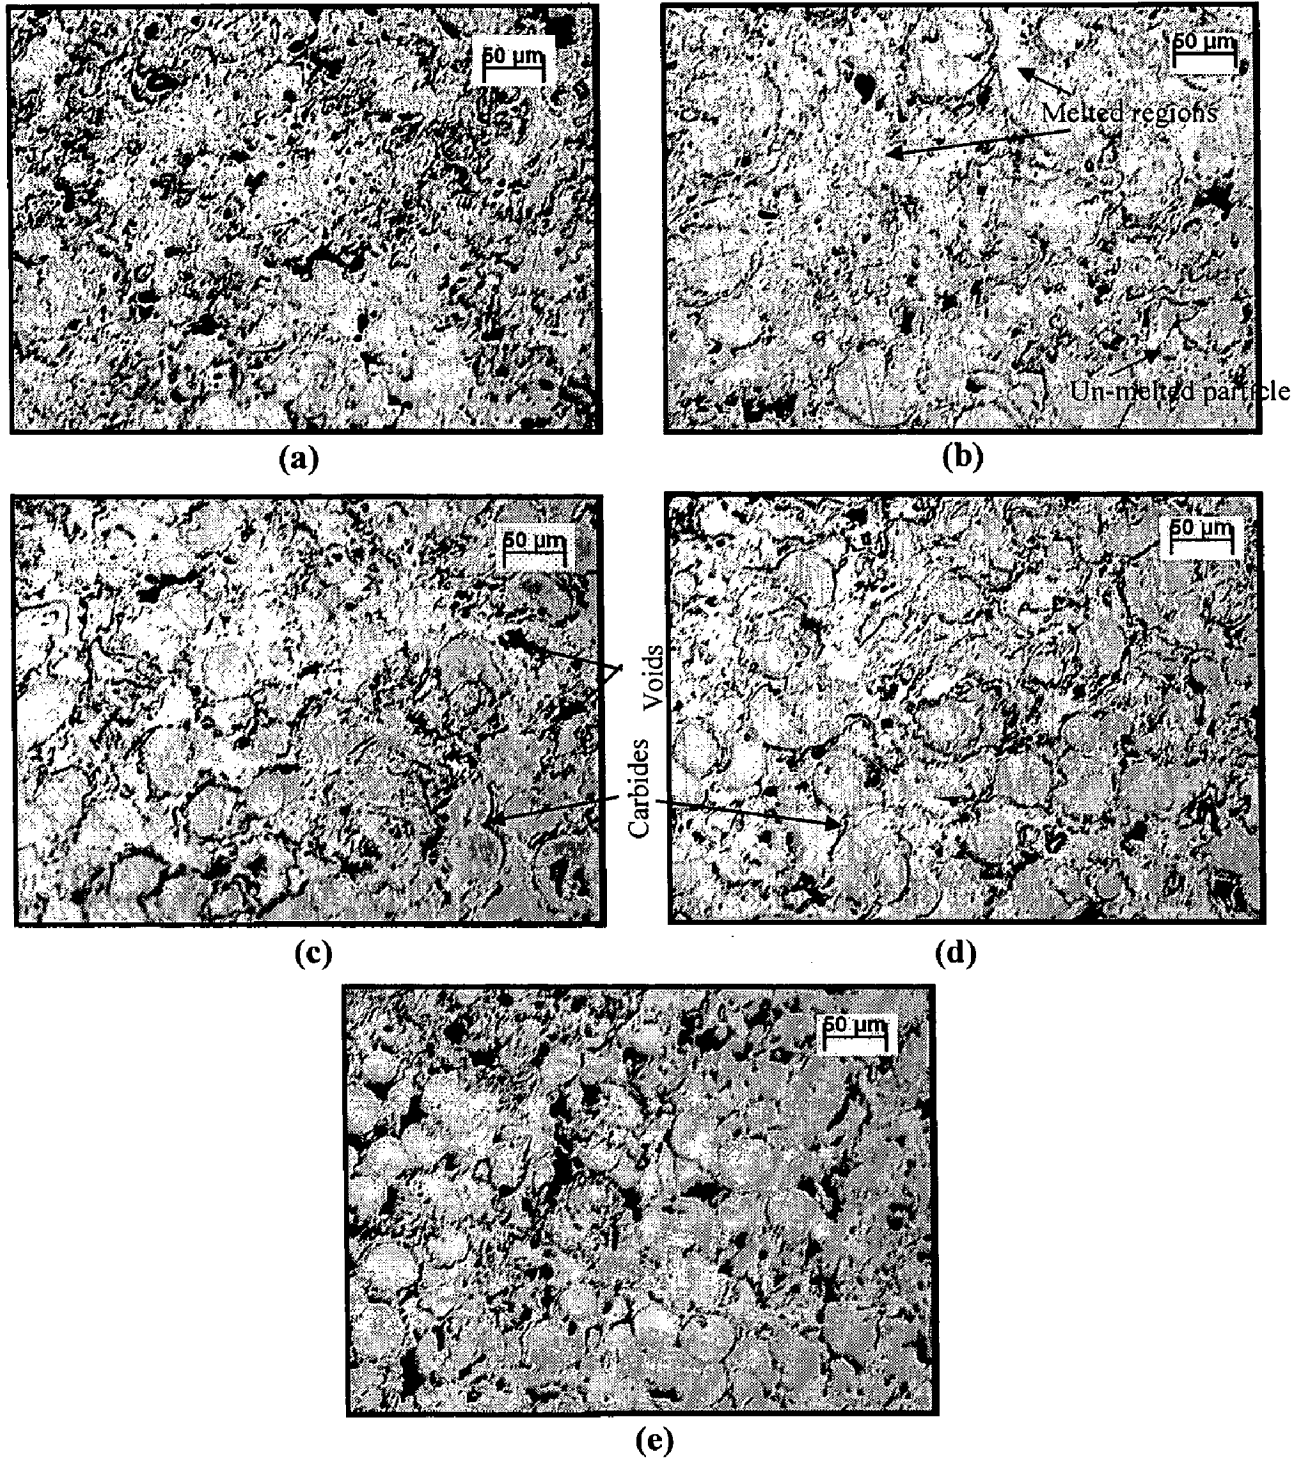 50 µm
50 µm
Melted regions
Un-melted particle
(a)
(b)
50 µm
50 µm
Voids
Carbides
(c)
(d)
50 µm
(e)